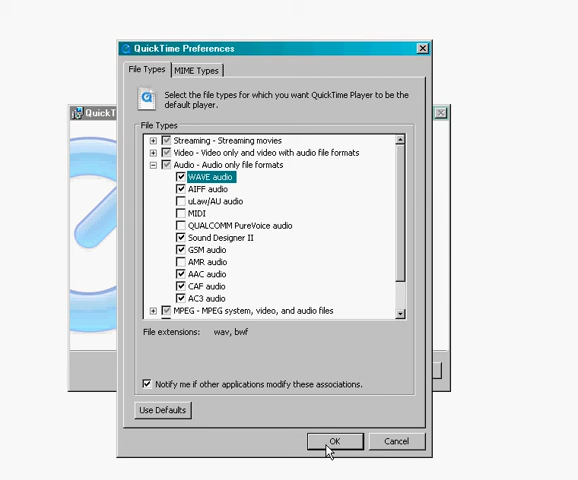 QuickTime Preferences
QuickT
File Types
MIME Types
Select the file types for which you want QuickTime Player to be the
default player.
File Types
Streaming - Streaming movies
Video - Video only and video with audio file formats
Audio - Audio only file formats
WAVE audio
AIFF audio
uLaw/AU audio
MIDI
QUALCOMM PureVoice audio
Sound Designer II
GSM audio
AMR audio
AAC audio
CAF audio
AC3 audio
MPEG - MPEG system, video, and audio files
File extensions: wav, bwf
Notify me if other applications modify these associations.
Use Defaults
OK
Cancel